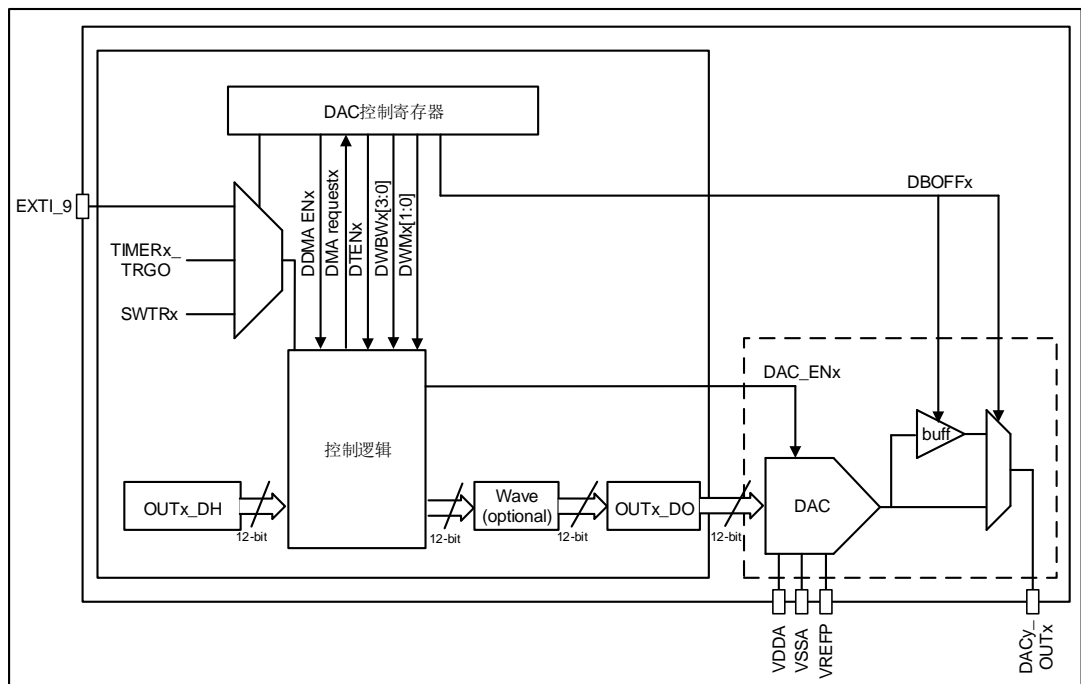 DAC控制寄存器
DBOFFx
EXTI_9
DDMA ENx
DMA requestx
DTENx
DWBWx[3:0]
DWMx[1:0]
TIMERx_
TRGO
SWTRx
DAC_ENx
buff
控制逻辑
OUTx_DH
12-bit
12-bit
Wave
(optional)
12-bit
OUTx_DO
12-bit
DAC
VDDA
VSSA
VREFP
DACy_
OUTx